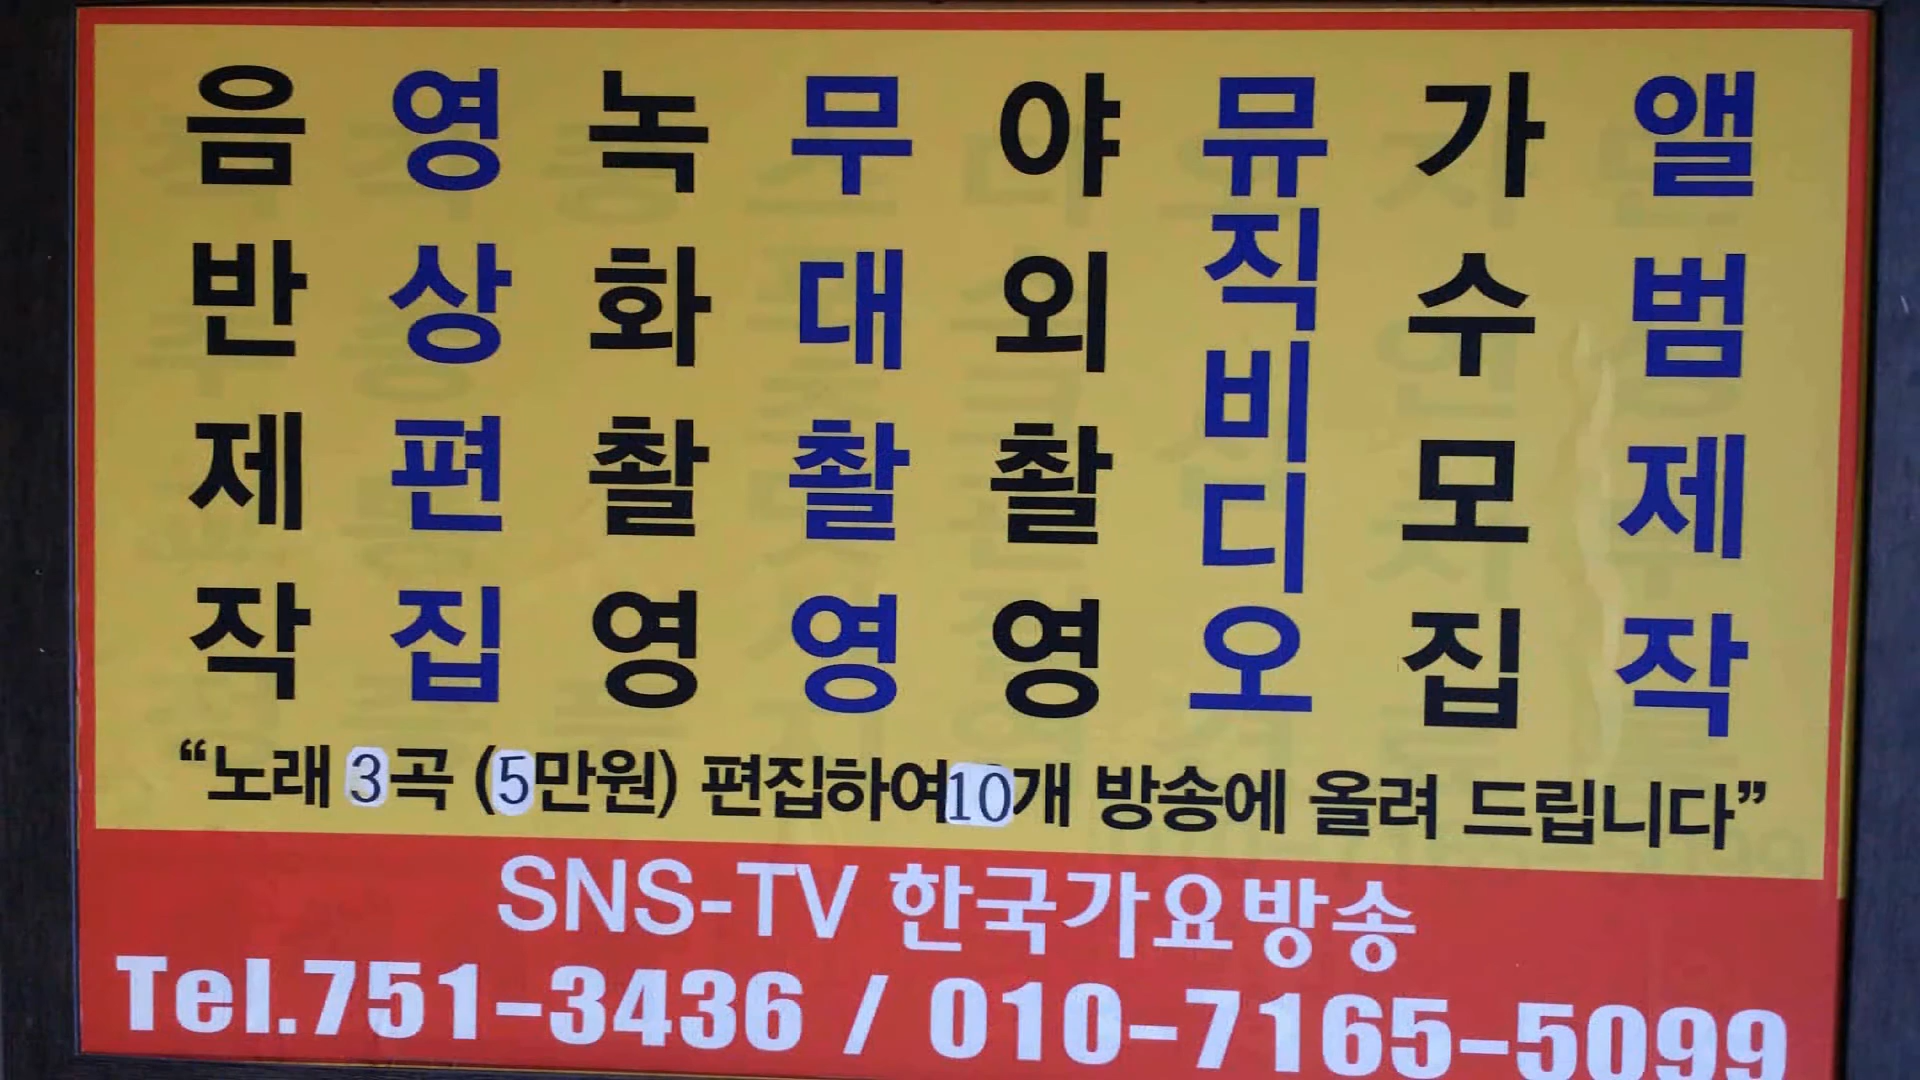 음반제작
영상편집
녹화촬영
무대촬영
야외촬영
뮤직비디오
가수모집
앨범제작
“노래 3곡 (5만원) 편집하여 10개 방송에 올려 드립니다”
SNS-TV 한국가요방송
Tel.751-3436 / 010-7165-5099